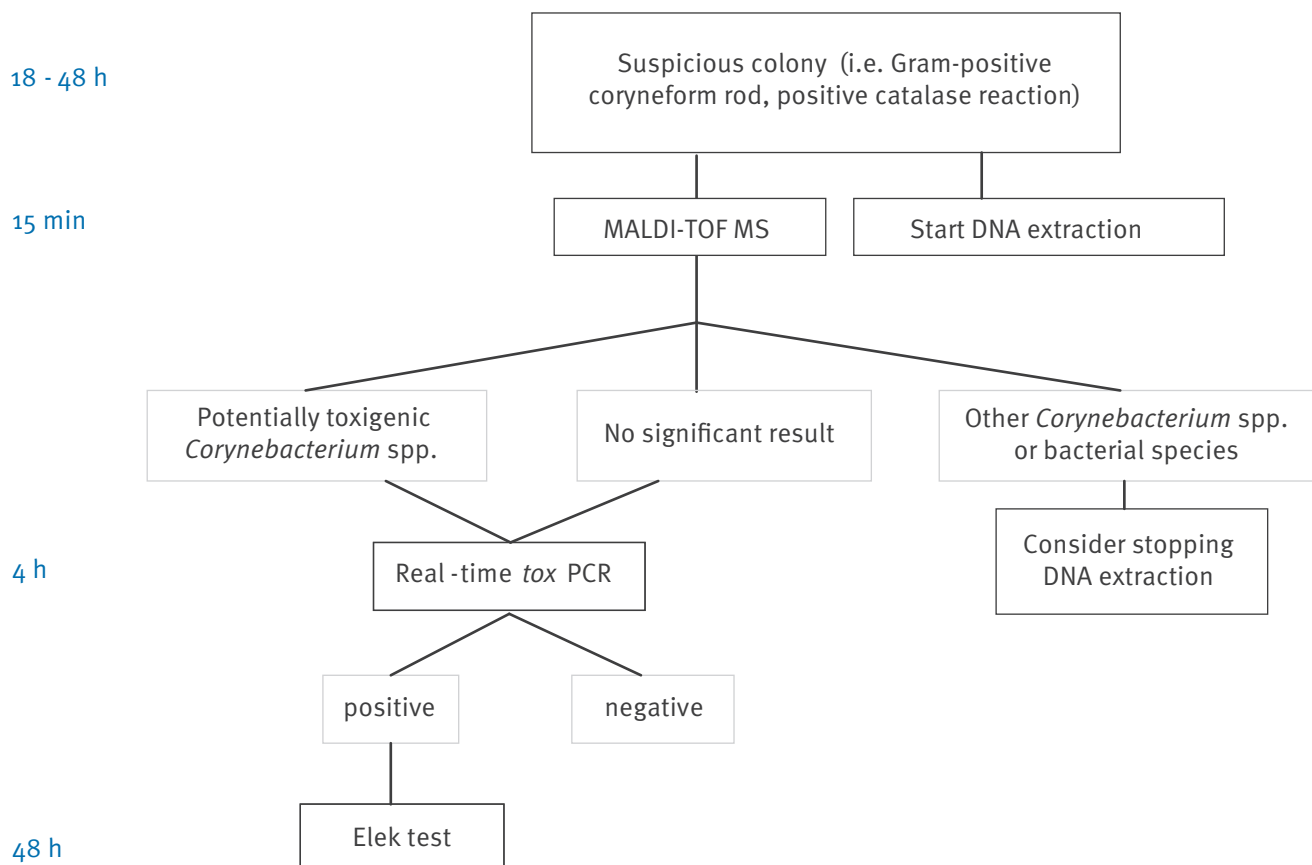 18 - 48 h
Suspicious colony (i.e. Gram-positive
coryneform rod, positive catalase reaction)
15 min
MALDI-TOF MS
Start DNA extraction
Potentially toxigenic
Corynebacterium spp.
No significant result
Other Corynebacterium spp.
or bacterial species
4 h
Real -time tox PCR
Consider stopping
DNA extraction
positive
negative
48 h
Elek test